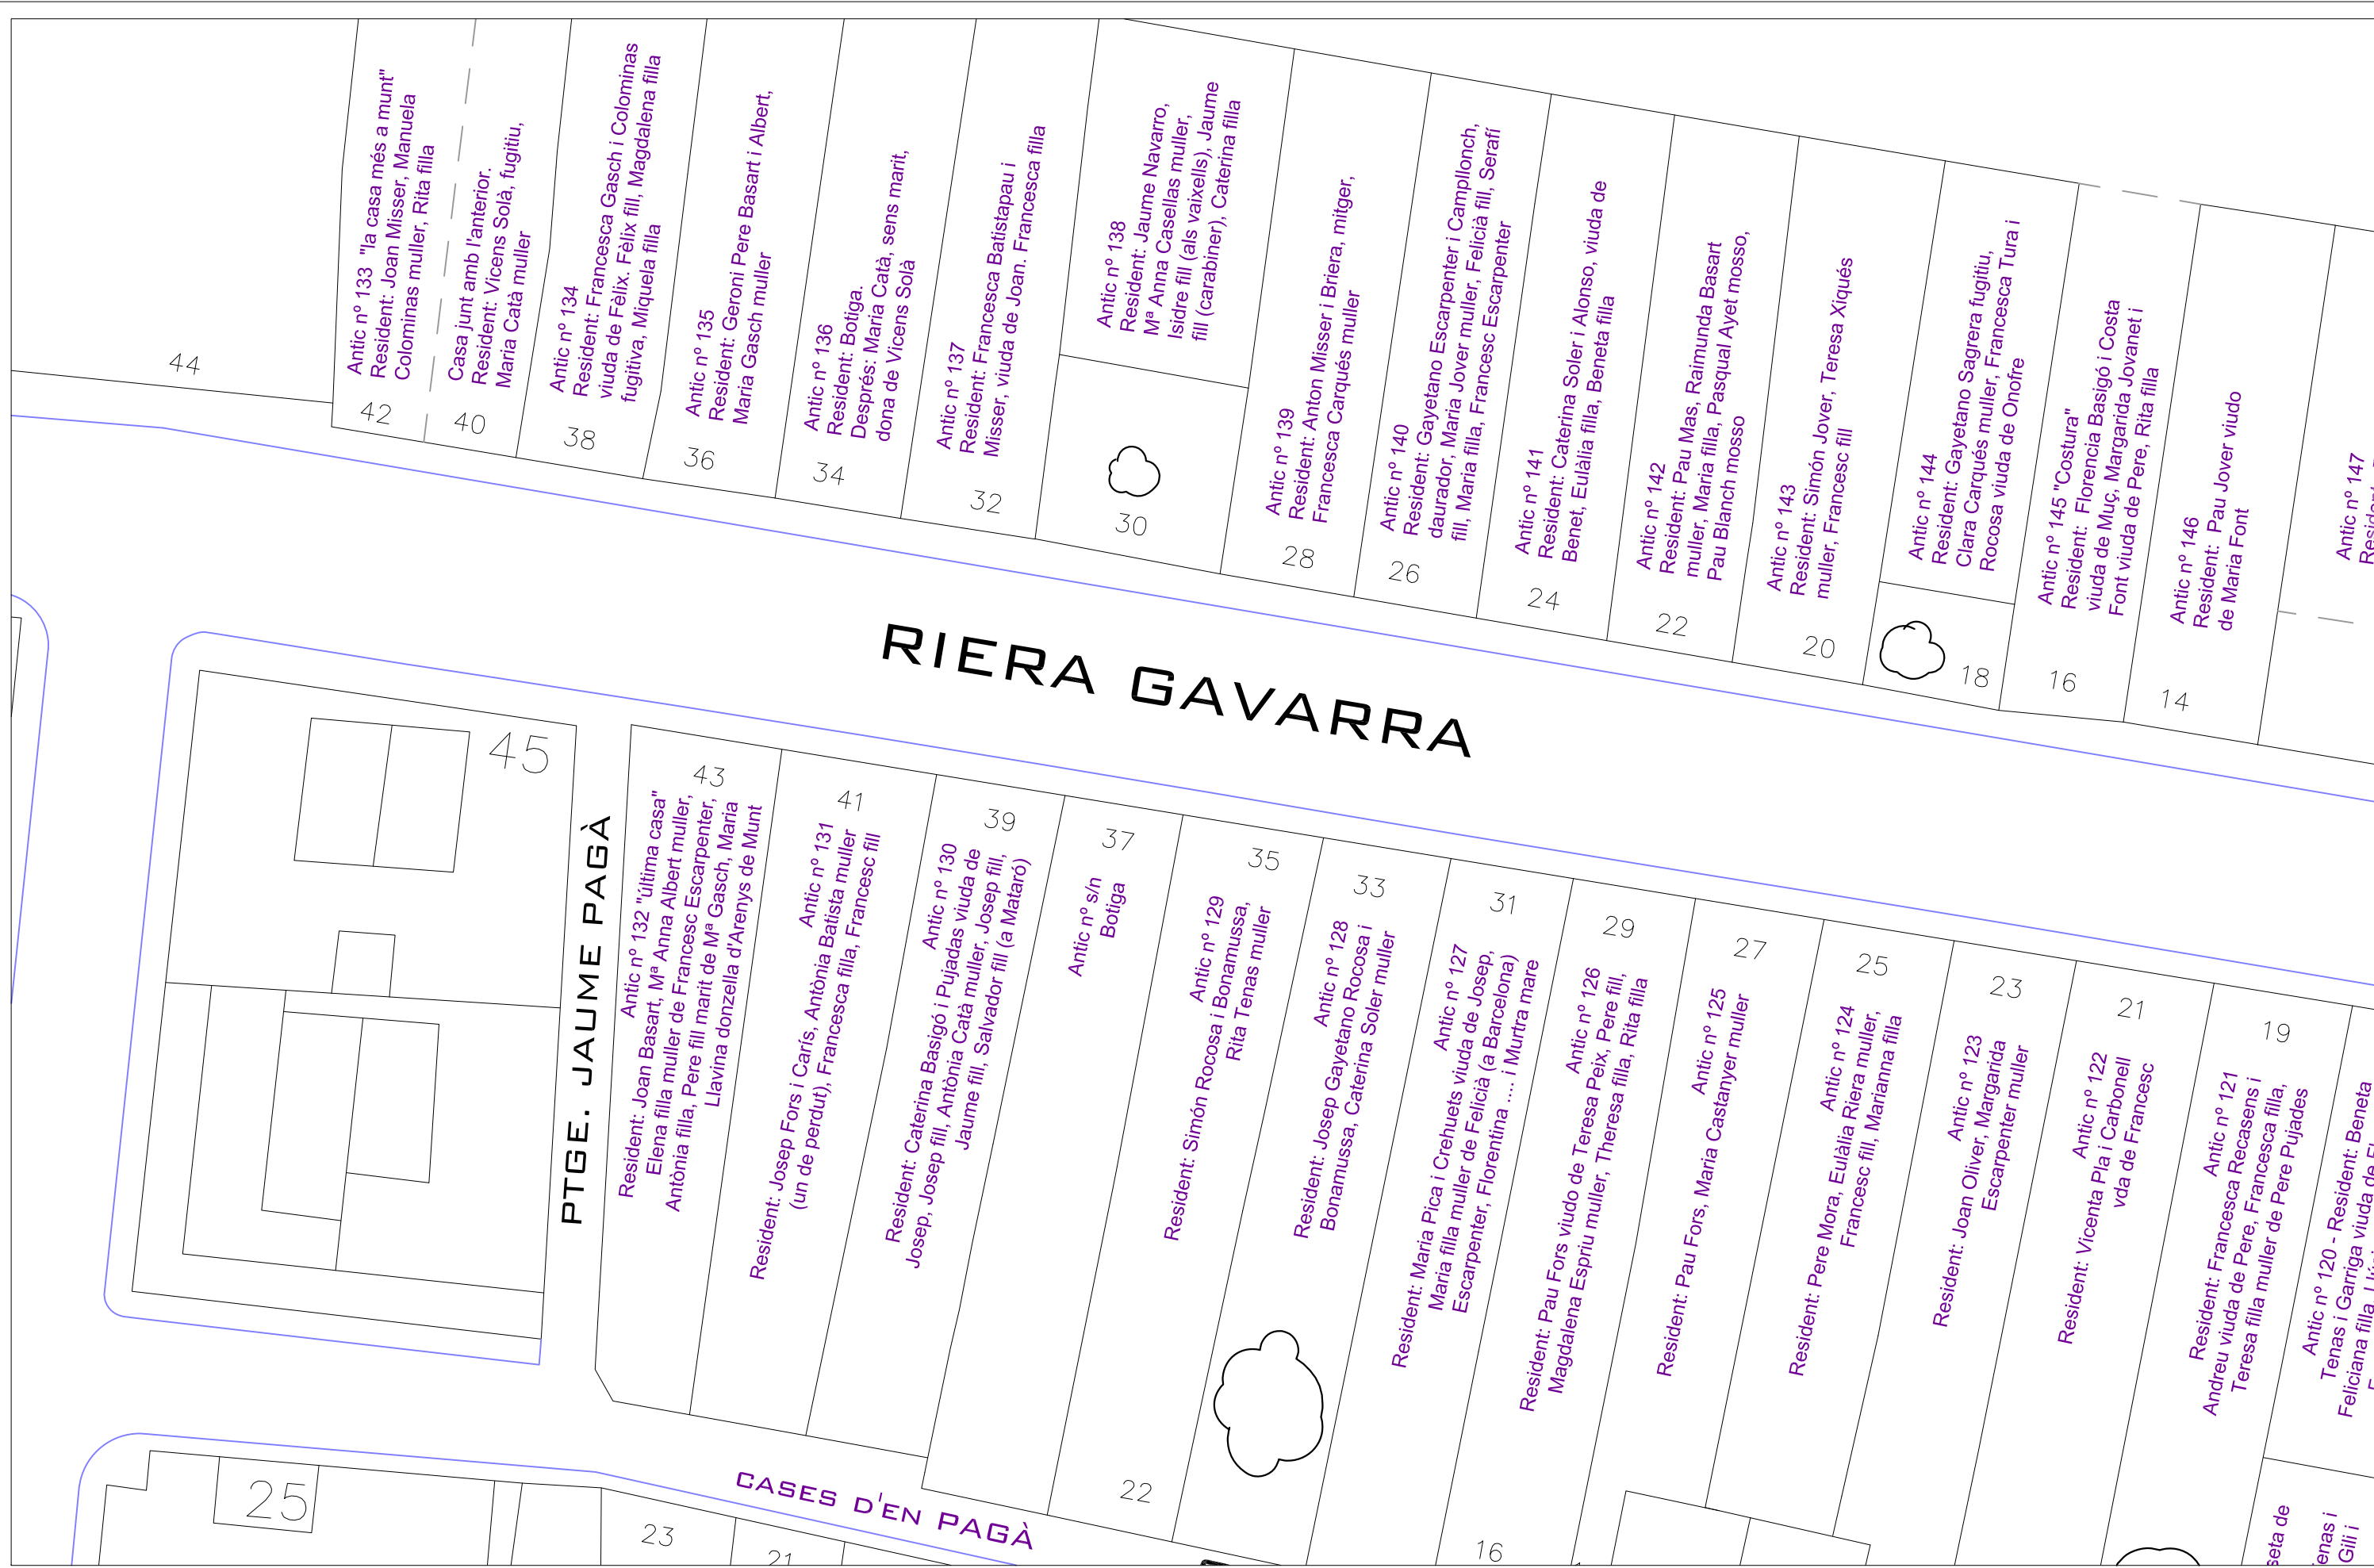 44
Antic nº 133 "la casa més a munt"
Resident: Joan Misser, Manuela
Colominas muller, Rita filla
42
Casa junt amb l'anterior.
Resident: Vicens Solà, fugitiu,
Maria Catà muller
40
Antic nº 134
Resident: Francesca Gasch i Colominas
viuda de Fèlix. Fèlix fill, Magdalena filla
fugitiva, Miquela filla
38
Antic nº 135
Resident: Geroni Pere Basart i Albert,
Maria Gasch muller
36
Antic nº 136
Resident: Botiga.
Després: Maria Catà, sens marit,
dona de Vicens Solà
34
Antic nº 137
Resident: Francesca Batistapau i
Misser, viuda de Joan. Francesca filla
32
Antic nº 138
Resident: Jaume Navarro,
Mª Anna Casellas muller,
Isidre fill (als vaixells), Jaume
fill (carabiner), Caterina filla
30
Antic nº 139
Resident: Anton Misser i Briera, mitger,
Francesca Carqués muller
28
Antic nº 140
Resident: Gayetano Escarpenter i Campllonch,
daurador, Maria Jover muller, Felicià fill, Serafí
fill, Maria filla, Francesc Escarpenter
26
Antic nº 141
Resident: Caterina Soler i Alonso, viuda de
Benet, Eulàlia filla, Beneta filla
24
Antic nº 142
Resident: Pau Mas, Raimunda Basart
muller, Maria filla, Pasqual Ayet mosso,
Pau Blanch mosso
22
Antic nº 143
Resident: Simón Jover, Teresa Xiqués
muller, Francesc fill
20
Antic nº 144
Resident: Gayetano Sagrera fugitiu,
Clara Carqués muller, Francesca Tura i
Rocosa viuda de Onofre
18
Antic nº 145 "Costura"
Resident: Florencia Basigó i Costa
viuda de Muç, Margarida Jovanet i
Font viuda de Pere, Rita filla
16
Antic nº 146
Resident: Pau Jover viudo
de Maria Font
14
Antic nº 147
RIERA GAVARRA
45
PTGE. JAUME PAGÀ
43
Antic nº 132 "última casa"
Resident: Joan Basart, Mª Anna Albert muller,
Elena filla muller de Francesc Escarpenter,
Antònia filla, Pere fill marit de Mª Gasch, Maria
Llavina donzella d'Arenys de Munt
41
Antic nº 131
Resident: Josep Fors i Carís, Antònia Batista muller
(un de perdut), Francesca filla, Francesc fill
39
Antic nº 130
Resident: Caterina Basigó i Pujadas viuda de
Josep, Josep fill, Antònia Catà muller, Josep fill,
Jaume fill, Salvador fill (a Mataró)
37
Antic nº s/n
Botiga
35
Antic nº 129
Resident: Simón Rocosa i Bonamussa,
Rita Tenas muller
33
Antic nº 128
Resident: Josep Gayetano Rocosa i
Bonamussa, Caterina Soler muller
31
Antic nº 127
Resident: Maria Pica i Crehuets viuda de Josep,
Maria filla muller de Felicià (a Barcelona)
Escarpenter, Florentina .... i Murtra mare
29
Antic nº 126
Resident: Pau Fors viudo de Teresa Peix, Pere fill,
Magdalena Espriu muller, Theresa filla, Rita filla
27
Antic nº 125
Resident: Pau Fors, Maria Castanyer muller
25
Antic nº 124
Resident: Pere Mora, Eulàlia Riera muller,
Francesc fill, Marianna filla
23
Antic nº 123
Resident: Joan Oliver, Margarida
Escarpenter muller
21
Antic nº 122
Resident: Vicenta Pla i Carbonell
vda de Francesc
19
Antic nº 121
Resident: Francesca Recasens i
Andreu viuda de Pere, Francesca filla,
Teresa filla muller de Pere Pujades
Antic nº 120 - Resident: Beneta
Tenas i Garriga viuda de
Feliciana filla,
25
CASES D'EN PAGÀ
23
21
22
16
seta de
enas i
Gili i